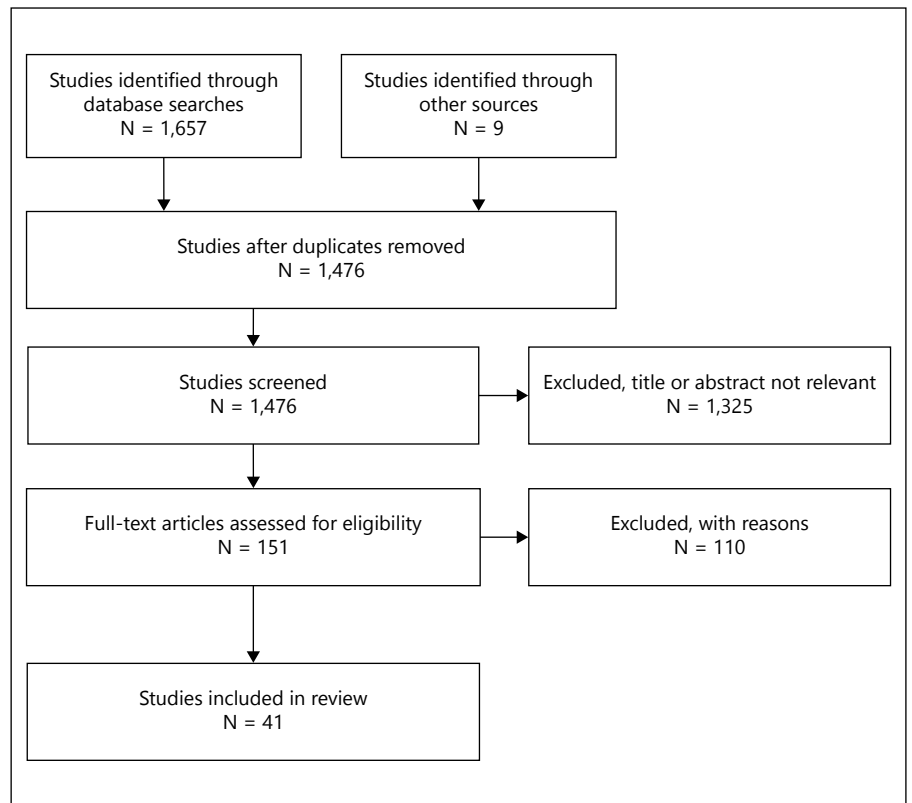 Studies identified through
database searches
N = 1,657
Studies identified through
other sources
N = 9
Studies after duplicates removed
N = 1,476
Studies screened
N = 1,476
Excluded, title or abstract not relevant
N = 1,325
Full-text articles assessed for eligibility
N = 151
Excluded, with reasons
N = 110
Studies included in review
N = 41